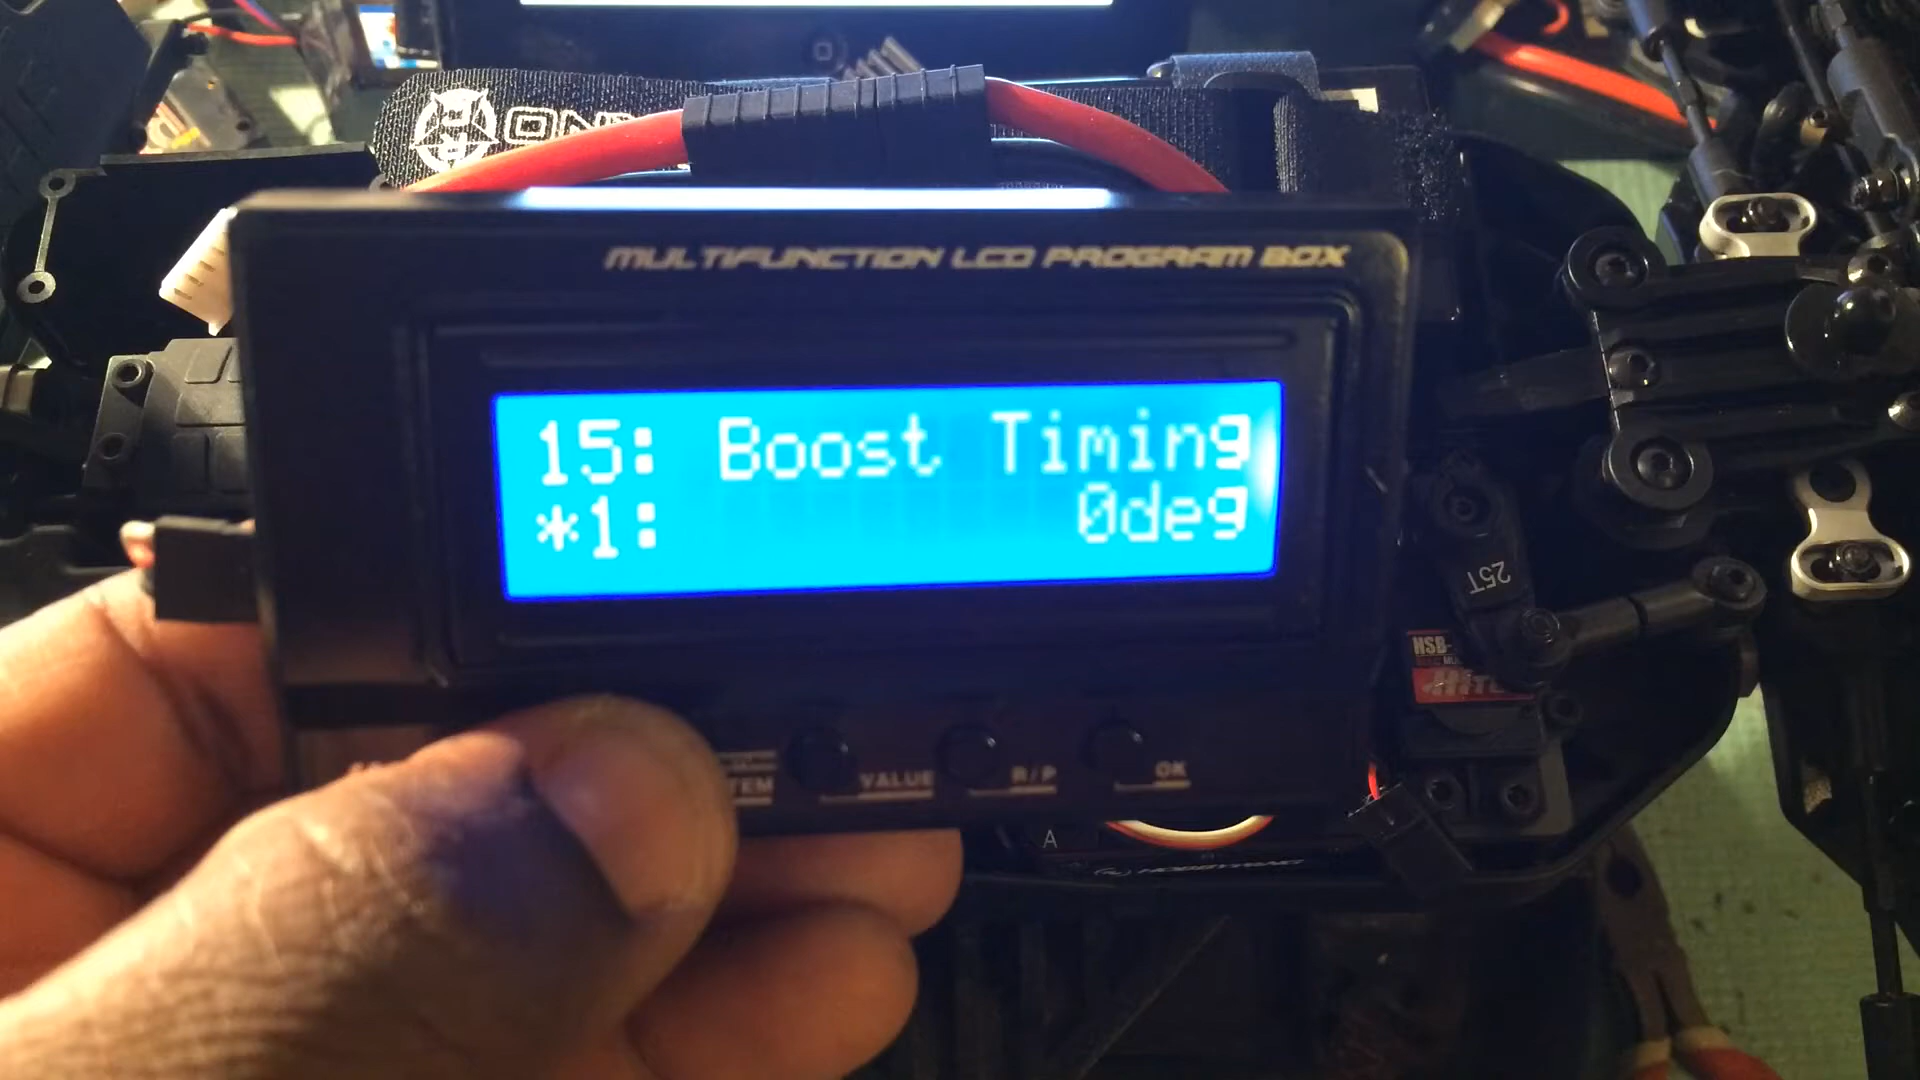 MULTIFUNCTION LCD PROGRAM BOX
15: Boost Timing
*1: 0deg
VALUE
R/P
OK
25T
HSB-
A